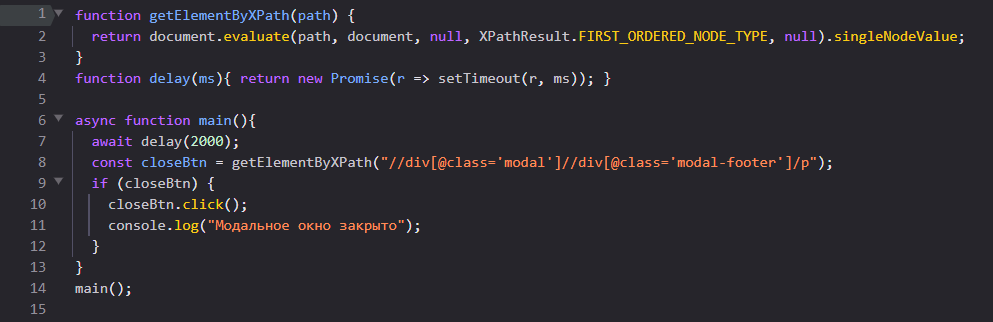 1 function getElementByXPath(path) {
2 return document.evaluate(path, document, null, XPathResult.FIRST_ORDERED_NODE_TYPE, null).singleNodeValue;
3 }
4 function delay(ms){ return new Promise(r => setTimeout(r, ms)); }
5
6 async function main(){
7 await delay(2000);
8 const closeBtn = getElementByXPath("//div[@class='modal']//div[@class='modal-footer']/p");
9 if (closeBtn) {
10 closeBtn.click();
11 console.log("Модальное окно закрыто");
12 }
13 }
14 main();
15